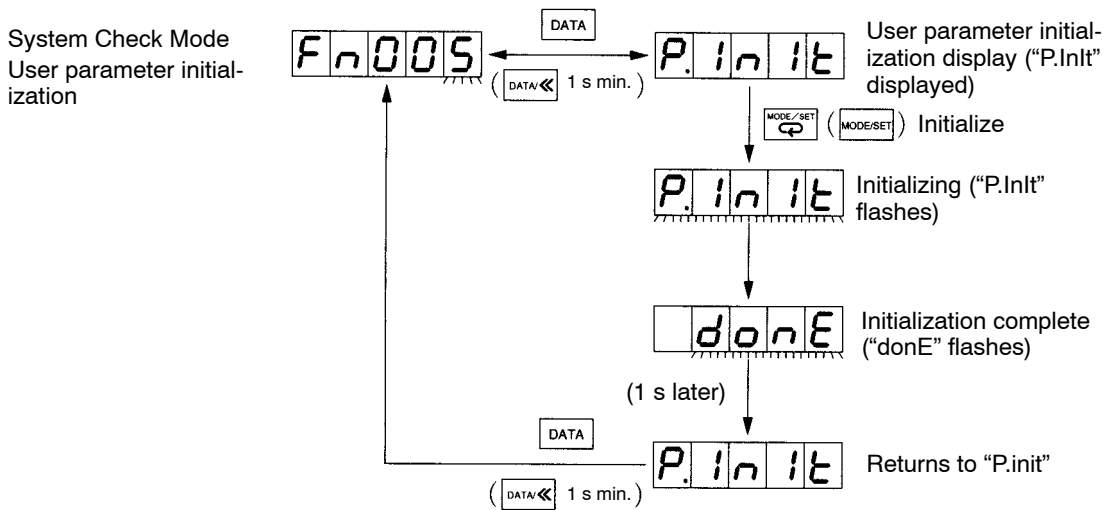 System Check Mode
User parameter initial-
ization
Fn005
DATA
( DATA/≪ 1 s min. )
P. InIt
User parameter initial-
ization display (“P.InIt”
displayed)
MODE/SET ( MODE/SET ) Initialize
P. InIt
Initializing (“P.InIt”
flashes)
donE
Initialization complete
(“donE” flashes)
(1 s later)
DATA
( DATA/≪ 1 s min. )
P. InIt
Returns to “P.init”